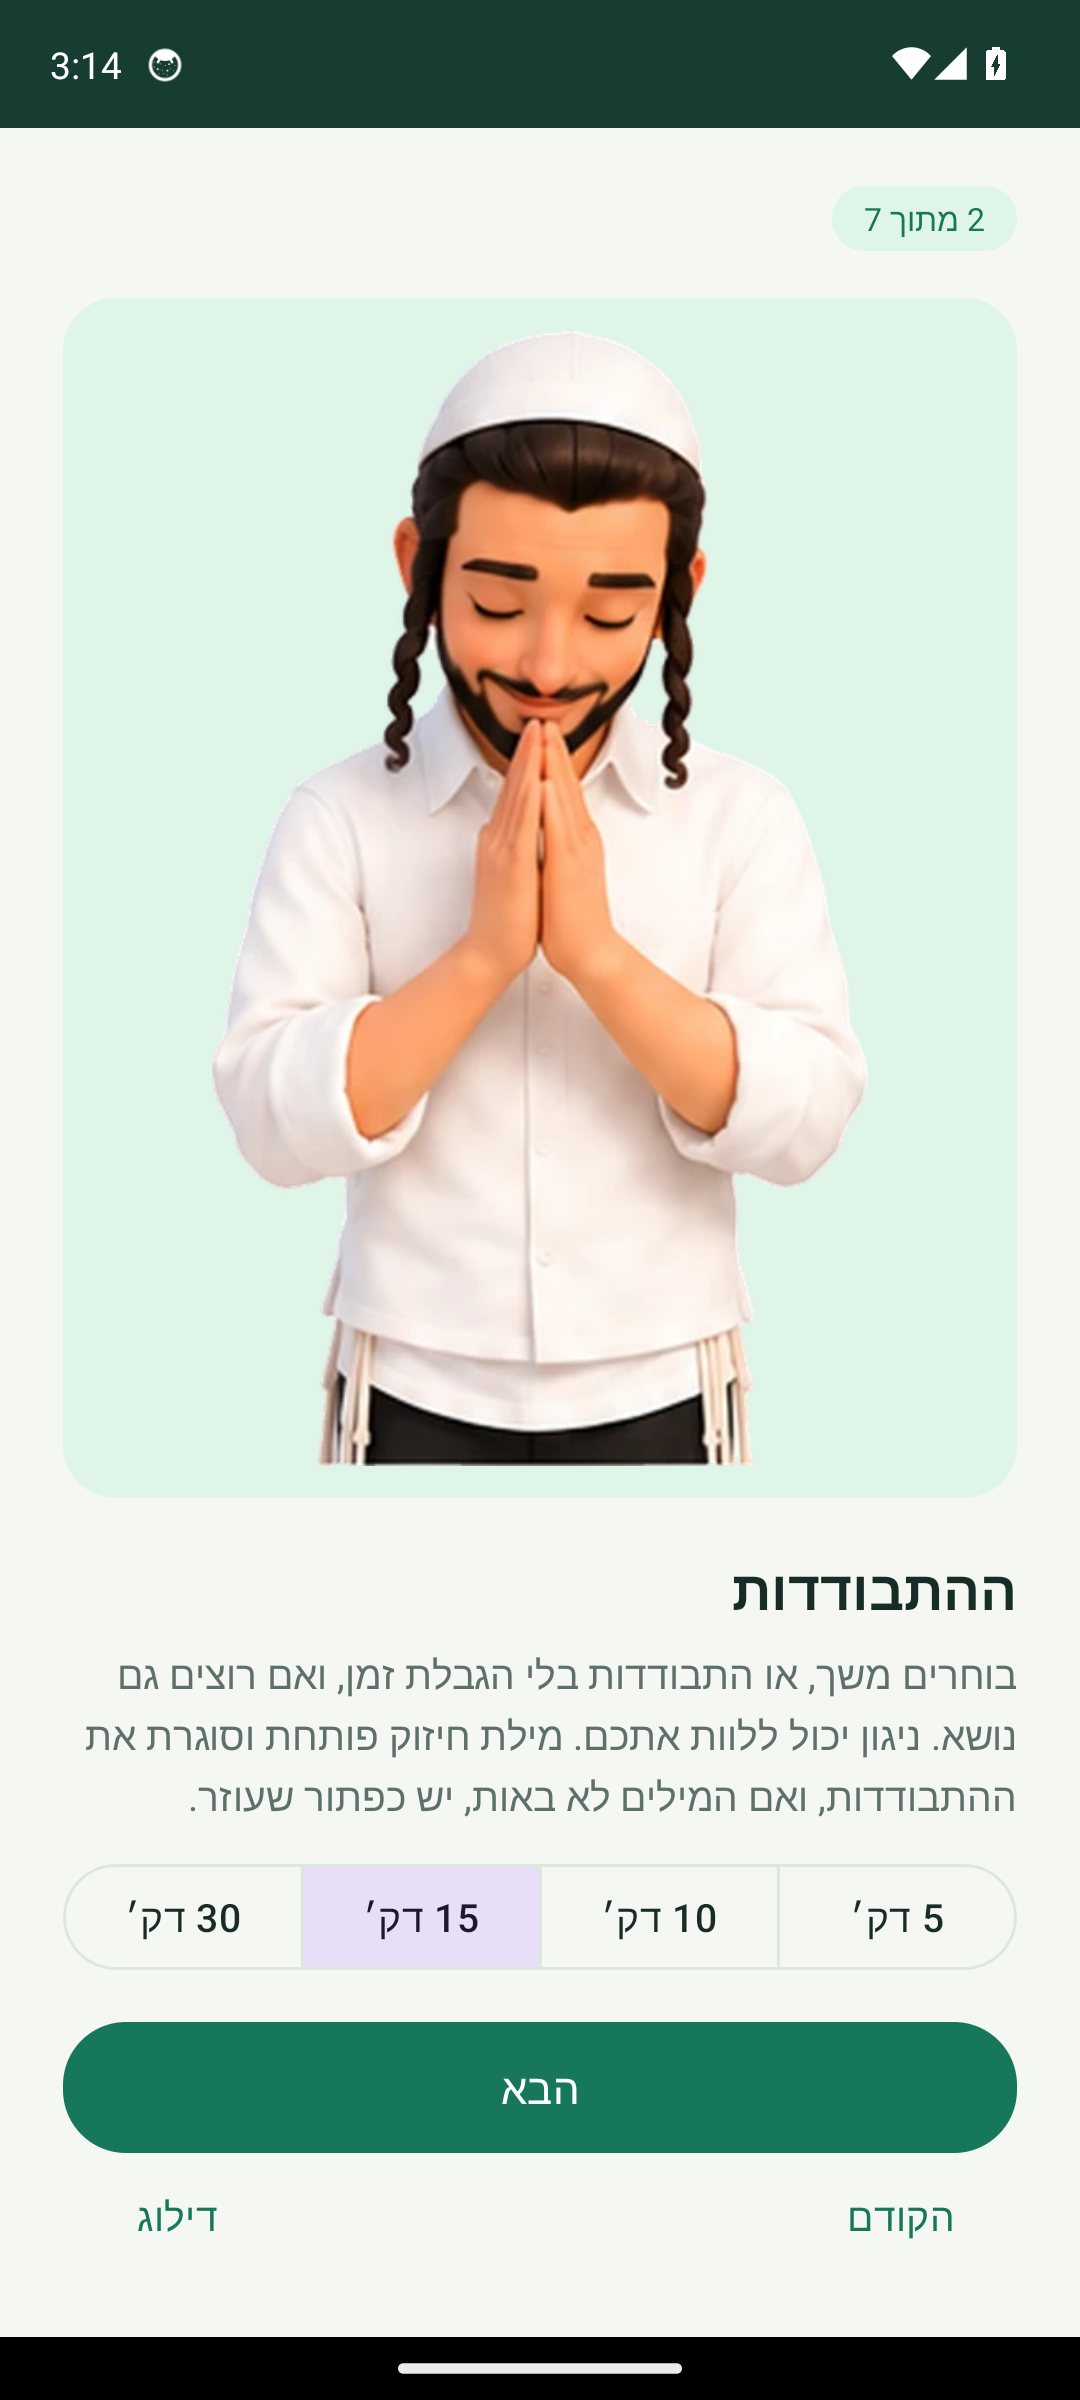 3:14
2 מתוך 7
ההתבודדות
בוחרים משך, או התבודדות בלי הגבלת זמן, ואם רוצים גם
נושא. ניגון יכול ללוות אתכם. מילת חיזוק פותחת וסוגרת את
ההתבודדות, ואם המילים לא באות, יש כפתור שעוזר.
5 דק׳
10 דק׳
15 דק׳
30 דק׳
הבא
הקודם
דילוג